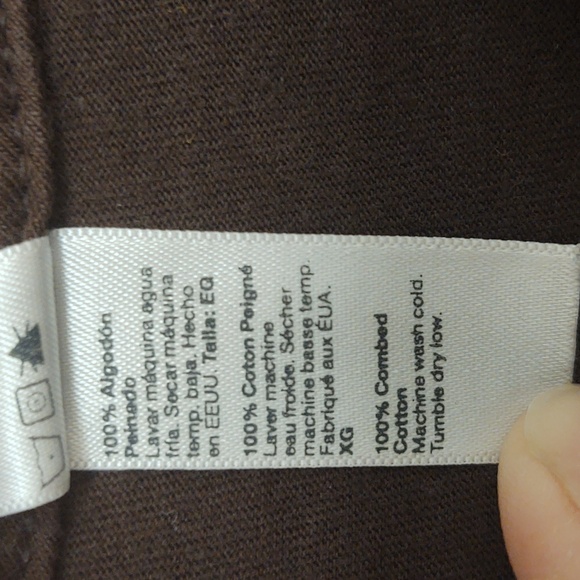 100% Algodón
Peinado
Lavar máquina agua
fría. Secar máquina
temp. baja. Hecho
en EEUU. Talla: EG
100% Coton Peigné
Laver machine
eau froide. Sécher
machine basse temp.
Fabriqué aux ÉUA.
XG
100% Combed
Cotton
Machine wash cold.
Tumble dry low.